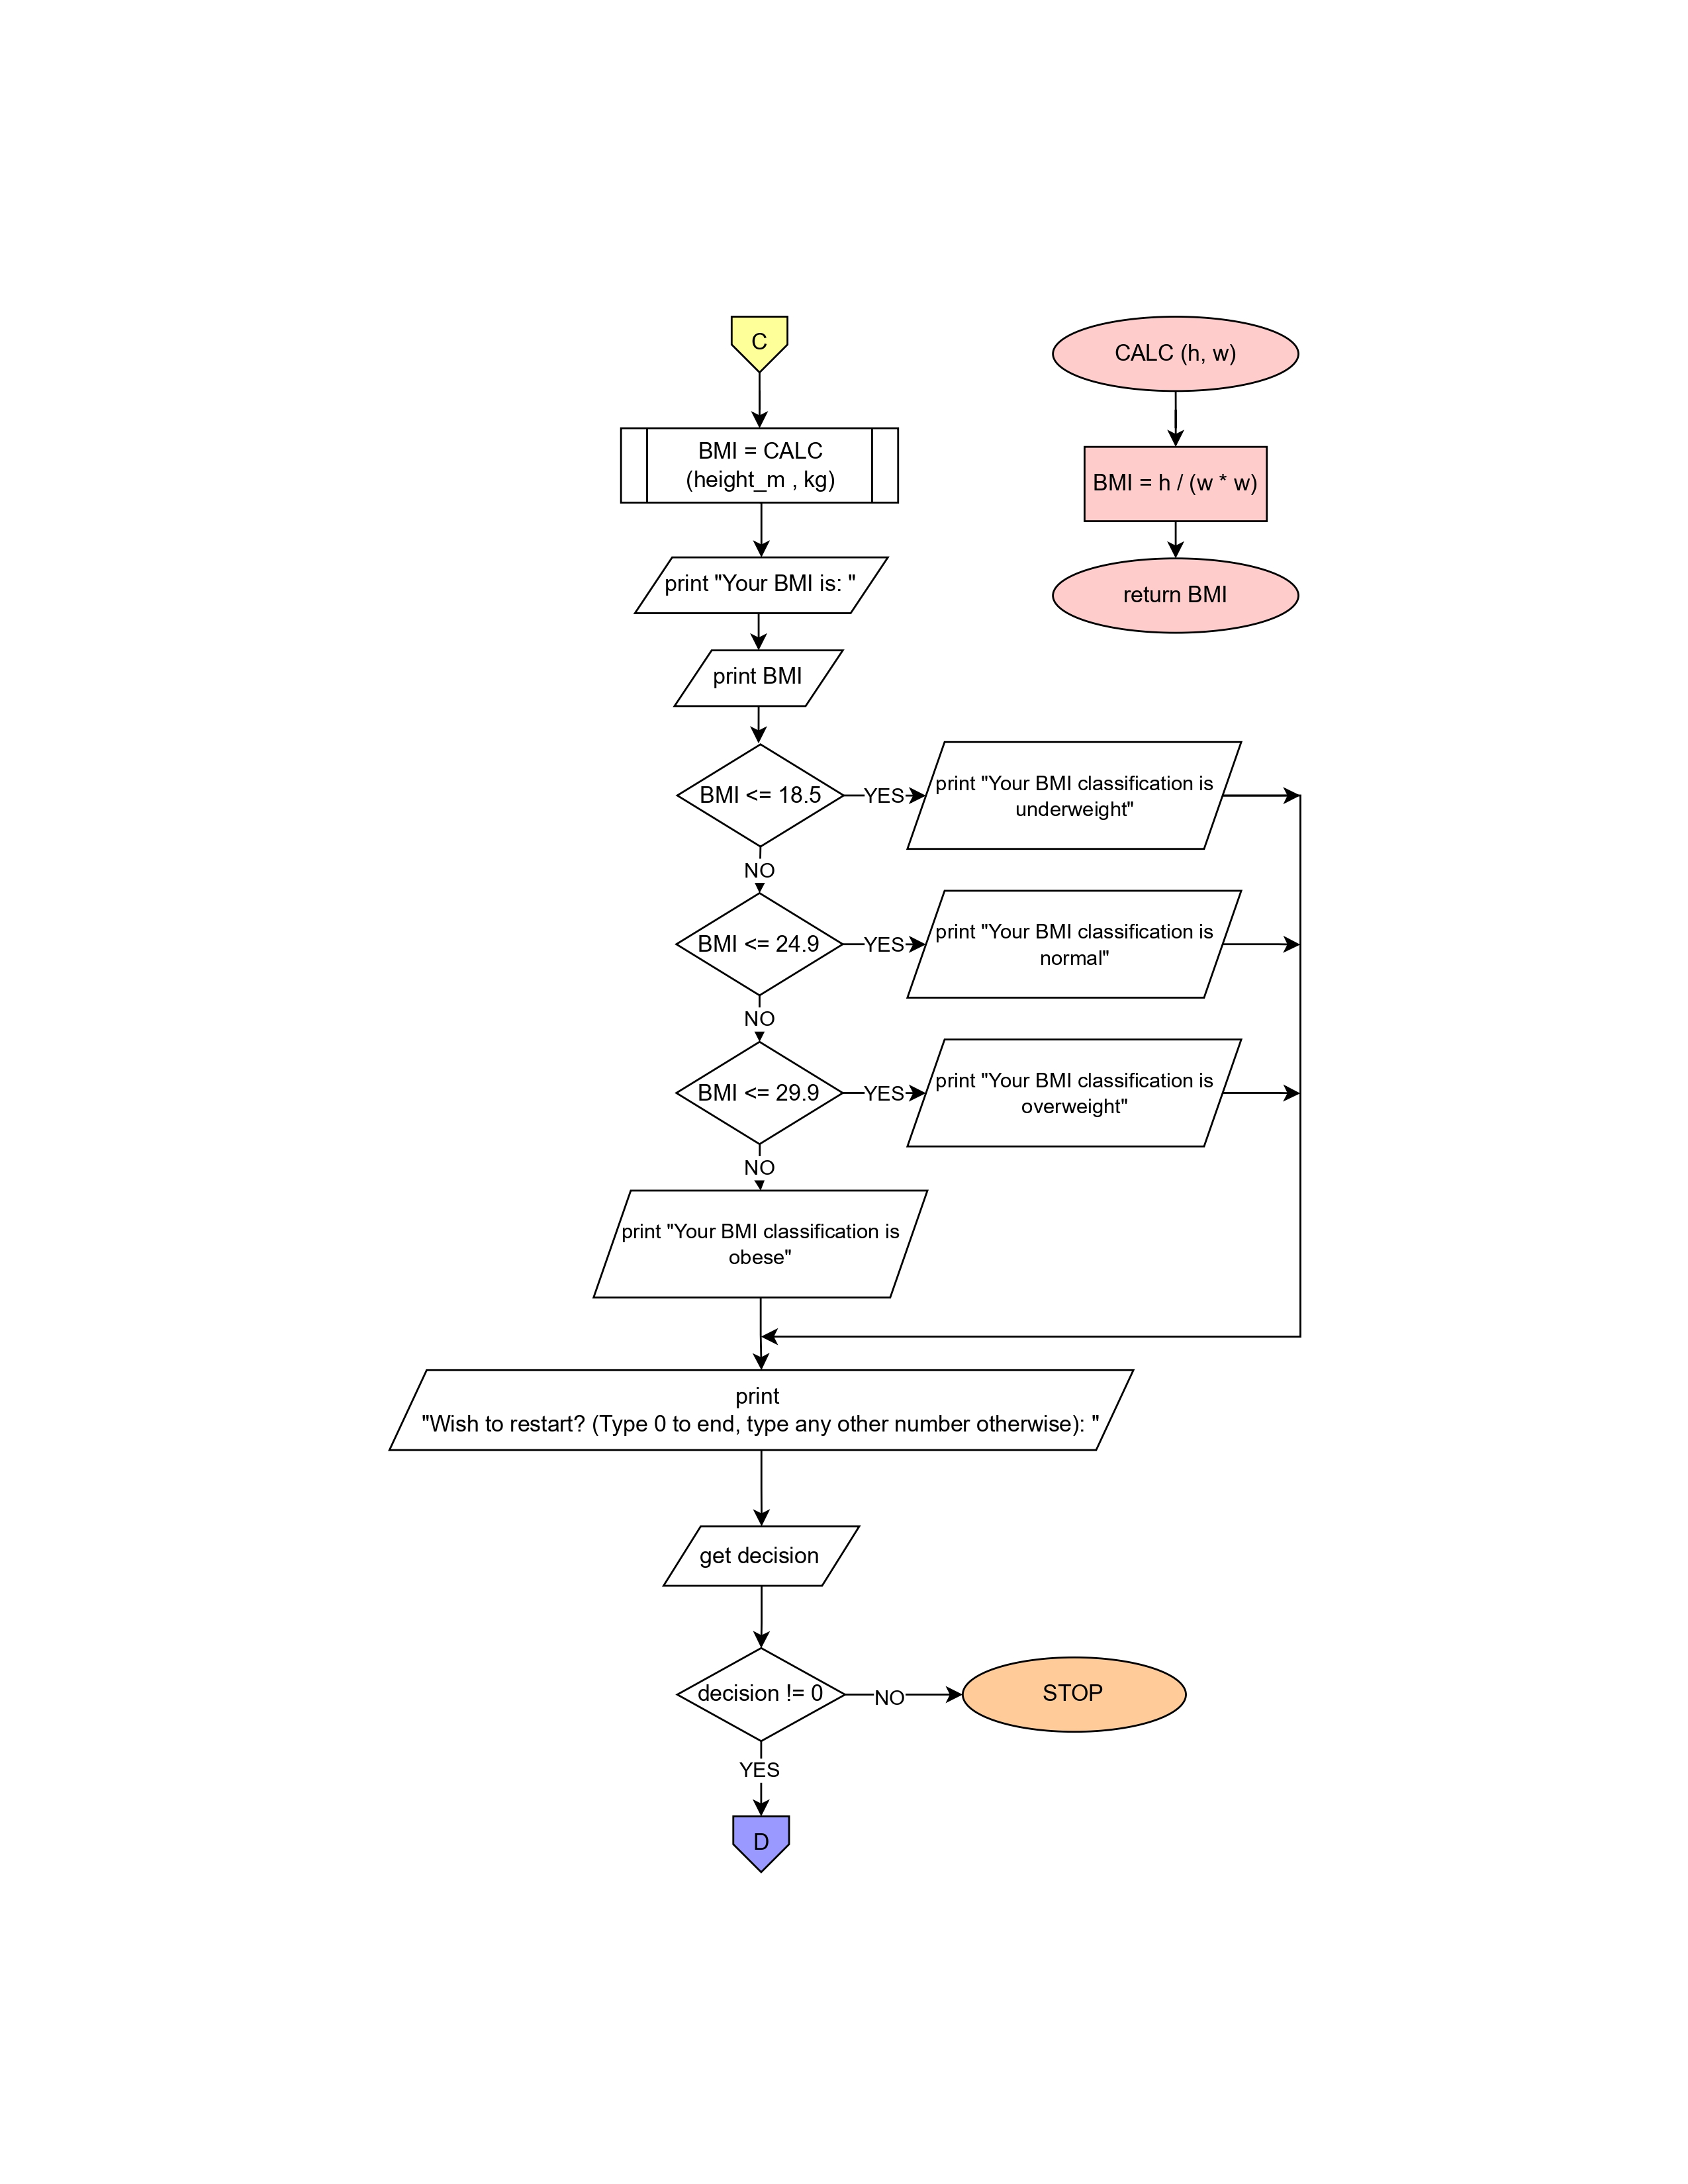 C
BMI = CALC
(height_m , kg)
print "Your BMI is: "
print BMI
BMI <= 18.5
YES
print "Your BMI classification is
underweight"
NO
BMI <= 24.9
YES
print "Your BMI classification is
normal"
NO
BMI <= 29.9
YES
print "Your BMI classification is
overweight"
NO
print "Your BMI classification is
obese"
print
"Wish to restart? (Type 0 to end, type any other number otherwise): "
get decision
decision != 0
NO
STOP
YES
D
CALC (h, w)
BMI = h / (w * w)
return BMI